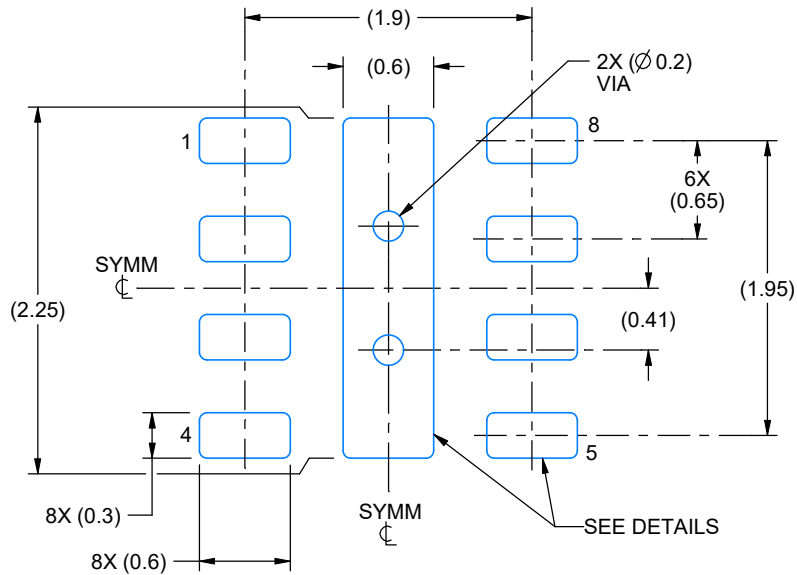 (1.9)
(0.6)
2X (∅ 0.2)
VIA
1
8
6X
(0.65)
SYMM
℄
(2.25)
(1.95)
(0.41)
4
5
8X (0.3)
SYMM
℄
SEE DETAILS
8X (0.6)